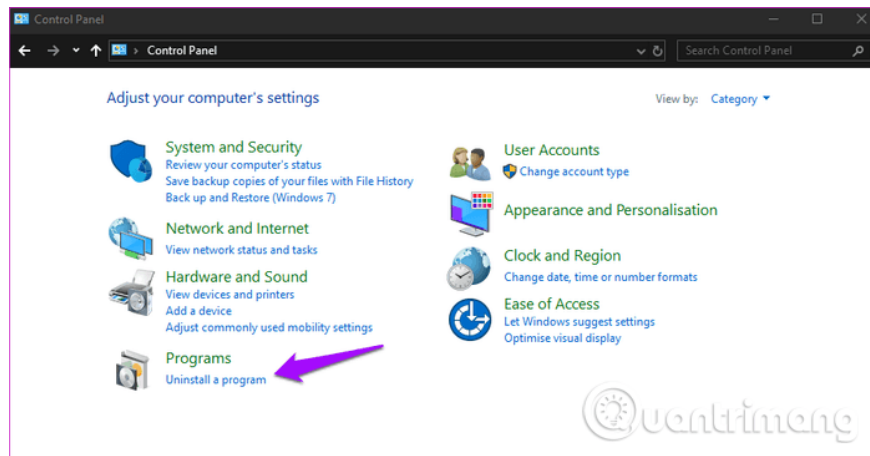 Control Panel
Control Panel
Search Control Panel
Adjust your computer's settings
View by: Category
System and Security
Review your computer's status
Save backup copies of your files with File History
Back up and Restore (Windows 7)
Network and Internet
View network status and tasks
Hardware and Sound
View devices and printers
Add a device
Adjust commonly used mobility settings
Programs
Uninstall a program
User Accounts
Change account type
Appearance and Personalisation
Clock and Region
Change date, time or number formats
Ease of Access
Let Windows suggest settings
Optimise visual display
Quantrimang